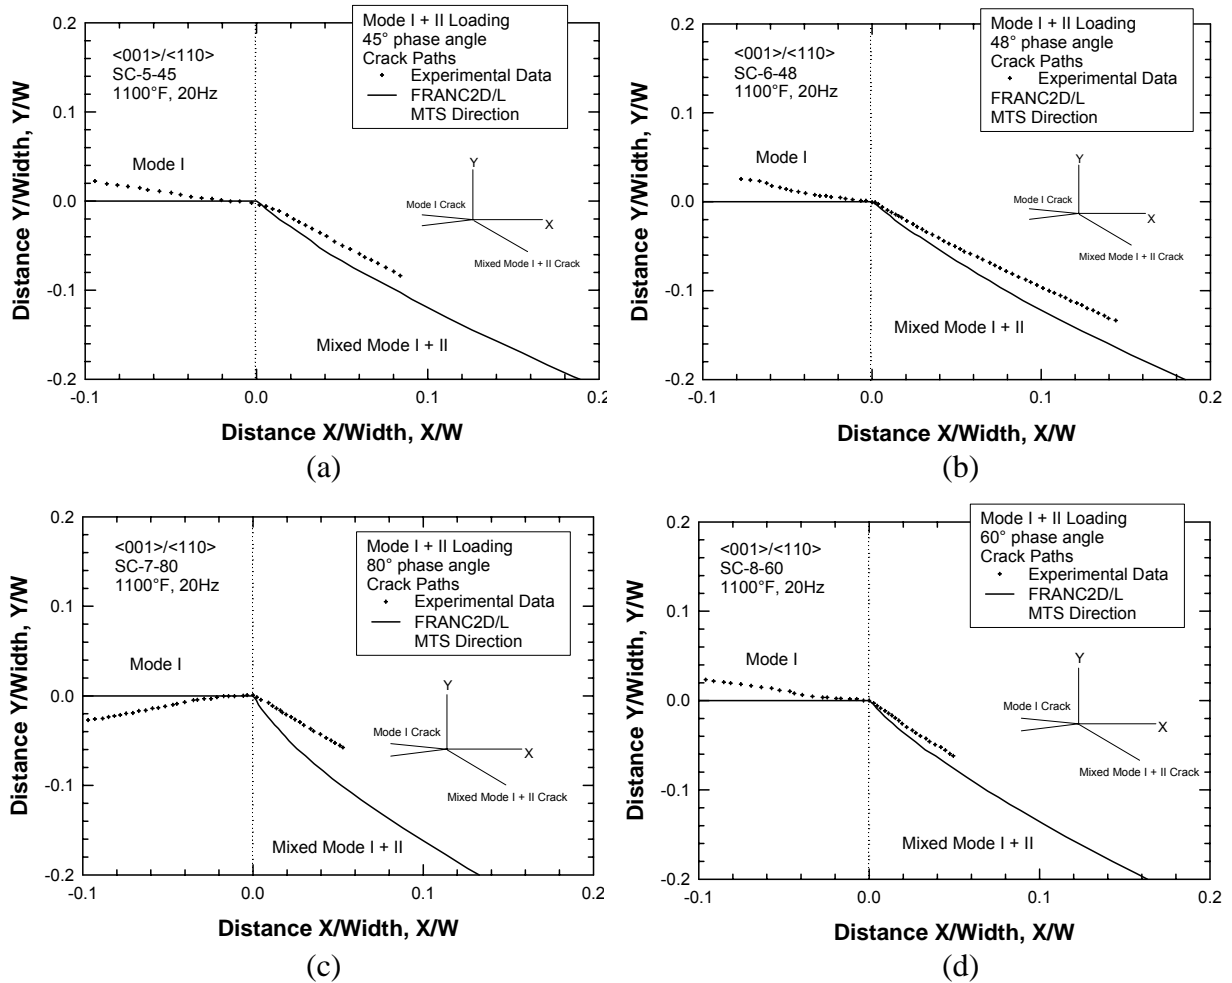 <001>/<110>
SC-5-45
1100°F, 20Hz
Mode I + II Loading
45° phase angle
Crack Paths
Experimental Data
FRANC2D/L
MTS Direction
Mode I
Y
Mode I Crack
X
Mixed Mode I + II Crack
Mixed Mode I + II
Distance Y/Width, Y/W
0.2
0.1
0.0
-0.1
-0.2
-0.1 0.0 0.1 0.2
Distance X/Width, X/W
(a)
<001>/<110>
SC-6-48
1100°F, 20Hz
Mode I + II Loading
48° phase angle
Crack Paths
Experimental Data
FRANC2D/L
MTS Direction
Mode I
Y
Mode I Crack
X
Mixed Mode I + II Crack
Mixed Mode I + II
Distance Y/Width, Y/W
0.2
0.1
0.0
-0.1
-0.2
-0.1 0.0 0.1 0.2
Distance X/Width, X/W
(b)
<001>/<110>
SC-7-80
1100°F, 20Hz
Mode I + II Loading
80° phase angle
Crack Paths
Experimental Data
FRANC2D/L
MTS Direction
Mode I
Y
Mode I Crack
X
Mixed Mode I + II Crack
Mixed Mode I + II
Distance Y/Width, Y/W
0.2
0.1
0.0
-0.1
-0.2
-0.1 0.0 0.1 0.2
Distance X/Width, X/W
(c)
<001>/<110>
SC-8-60
1100°F, 20Hz
Mode I + II Loading
60° phase angle
Crack Paths
Experimental Data
FRANC2D/L
MTS Direction
Mode I
Y
Mode I Crack
X
Mixed Mode I + II Crack
Mixed Mode I + II
Distance Y/Width, Y/W
0.2
0.1
0.0
-0.1
-0.2
-0.1 0.0 0.1 0.2
Distance X/Width, X/W
(d)